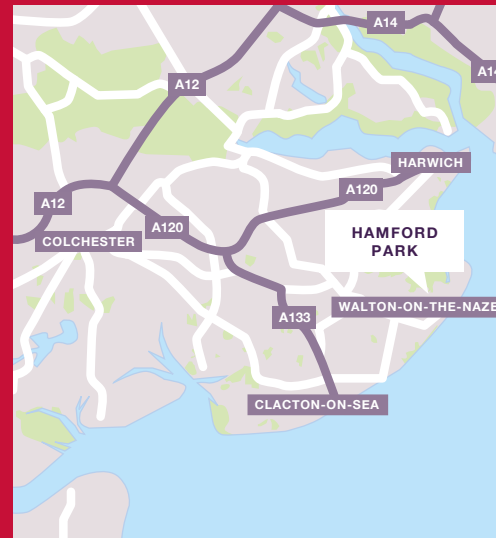 A14
A14
A12
HARWICH
A120
A12
A120
COLCHESTER
HAMFORD
PARK
WALTON-ON-THE-NAZE
A133
CLACTON-ON-SEA